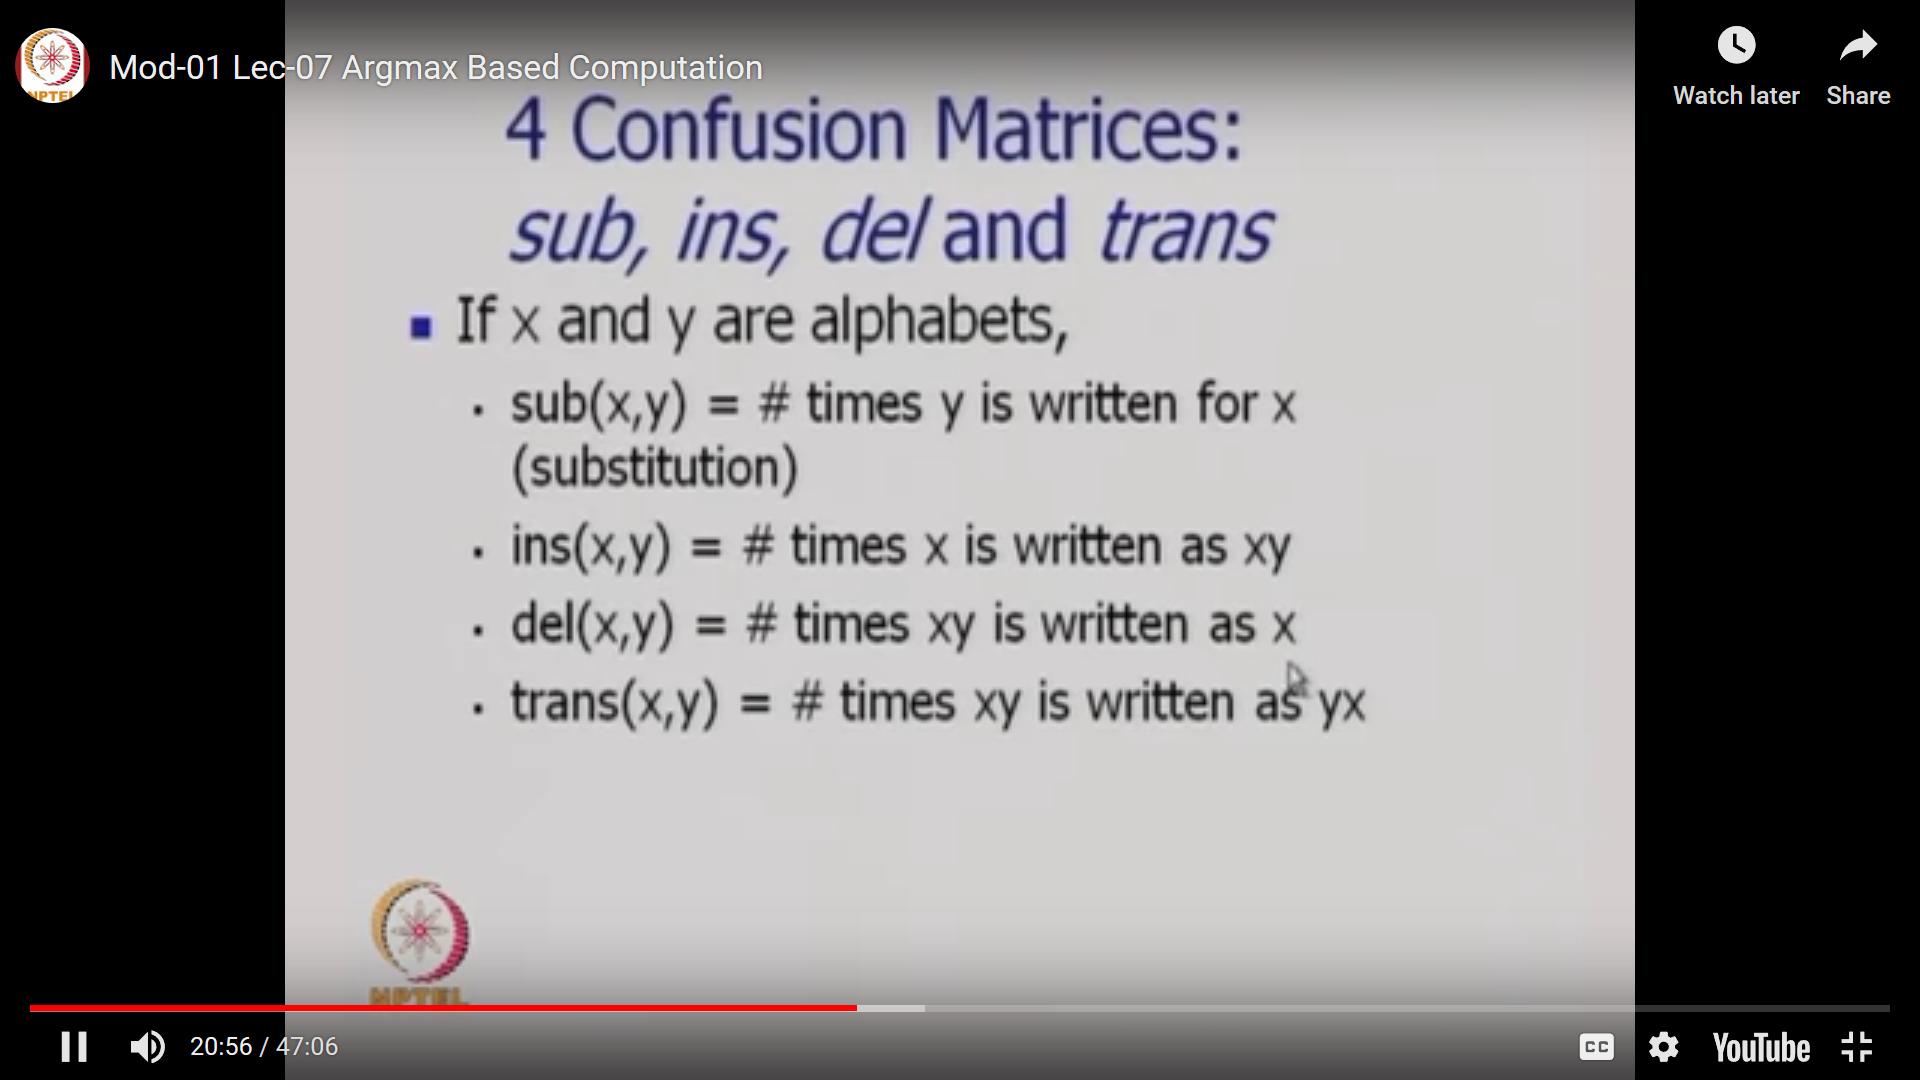 Mod-01 Lec-07 Argmax Based Computation
Watch later
Share
4 Confusion Matrices:
sub, ins, del and trans
If x and y are alphabets,
sub(x,y) = # times y is written for x
(substitution)
ins(x,y) = # times x is written as xy
del(x,y) = # times xy is written as x
trans(x,y) = # times xy is written as yx
NPTEL
NPTEL
20:56 / 47:06
CC
YouTube